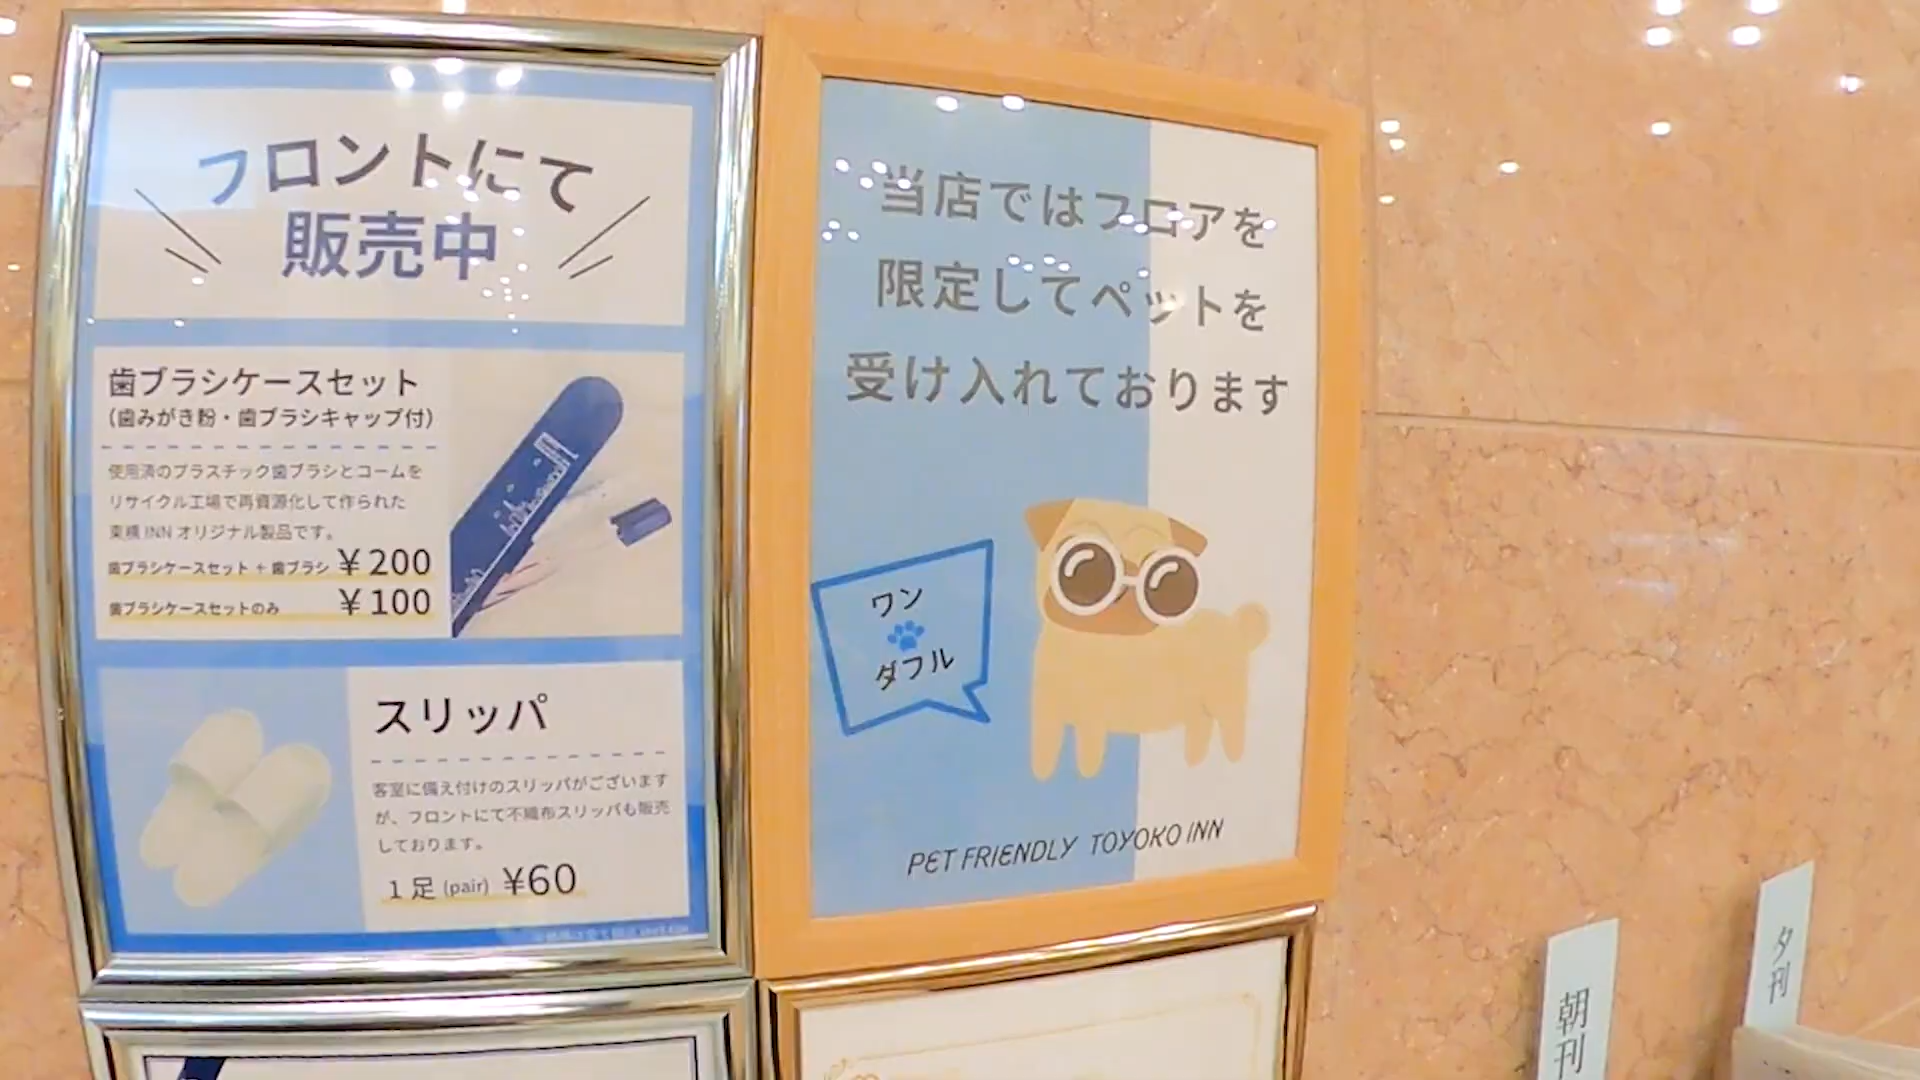 フロントにて
販売中
歯ブラシケースセット
(歯みがき粉・歯ブラシキャップ付)
使用済のプラスチック歯ブラシとコームを
リサイクル工場で再資源化して作られた
東横INNオリジナル製品です。
歯ブラシケースセット+歯ブラシ ¥200
歯ブラシケースセットのみ ¥100
スリッパ
客室に備え付けのスリッパがございます
が、フロントにて不織布スリッパも販売
しております。
1足(pair) ¥60
当店ではフロアを
限定してペットを
受け入れております
ワン
ダフル
PET FRIENDLY TOYOKO INN
朝刊
夕刊